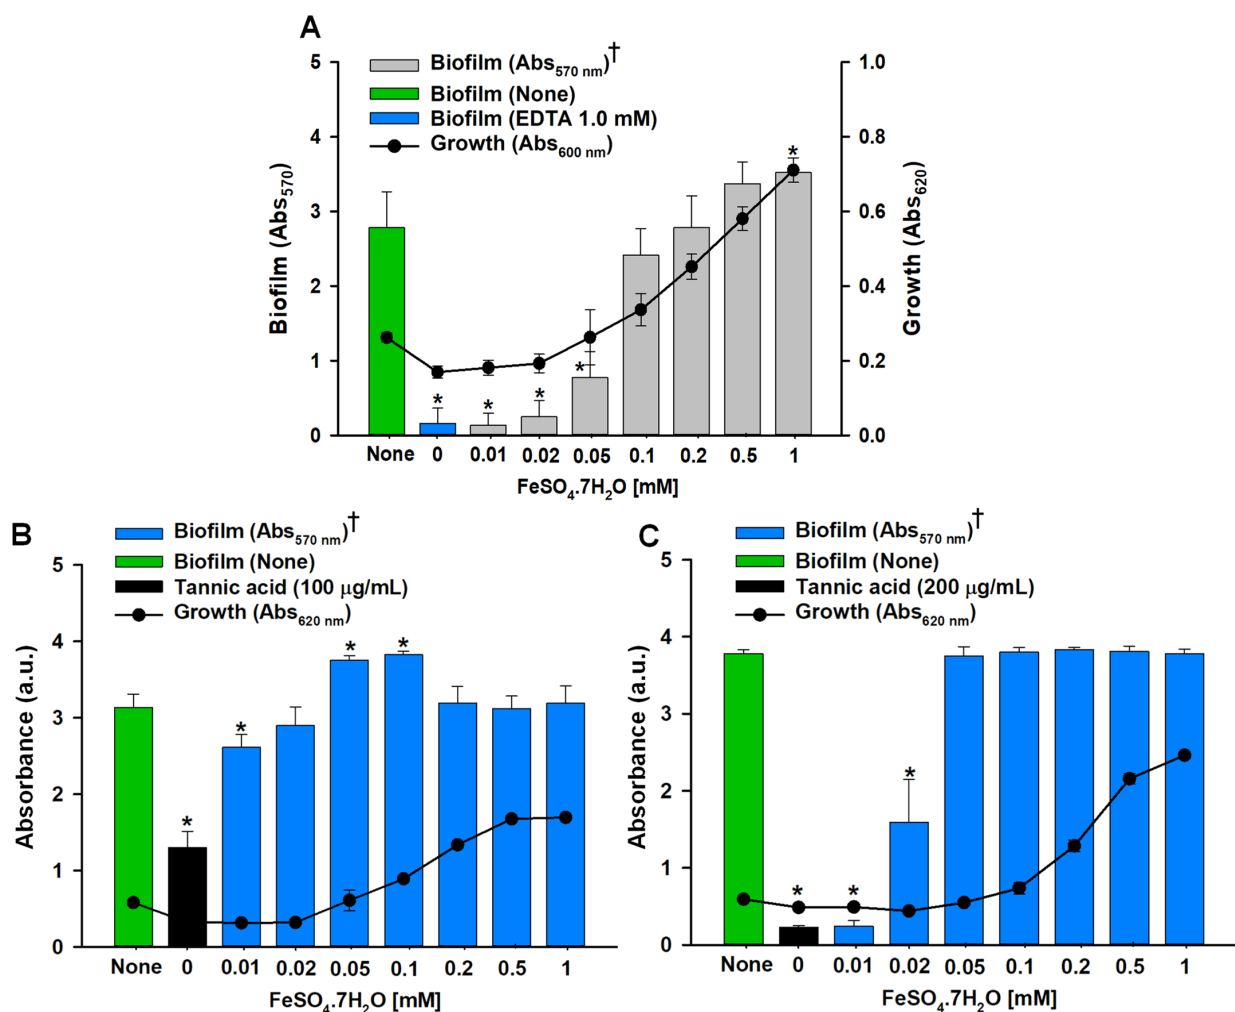 A
Biofilm (Abs570 nm)†
Biofilm (None)
Biofilm (EDTA 1.0 mM)
Growth (Abs600 nm)
5
4
3
2
1
0
Biofilm (Abs570)
1.0
0.8
0.6
0.4
0.2
0.0
Growth (Abs620)
* * * * *
None 0 0.01 0.02 0.05 0.1 0.2 0.5 1
FeSO4.7H2O [mM]
B
Biofilm (Abs570 nm)†
Biofilm (None)
Tannic acid (100 μg/mL)
Growth (Abs620 nm)
5
4
3
2
1
0
Absorbance (a.u.)
* * * *
None 0 0.01 0.02 0.05 0.1 0.2 0.5 1
FeSO4.7H2O [mM]
C
Biofilm (Abs570 nm)†
Biofilm (None)
Tannic acid (200 μg/mL)
Growth (Abs620 nm)
5
4
3
2
1
0
Absorbance (a.u.)
* * *
None 0 0.01 0.02 0.05 0.1 0.2 0.5 1
FeSO4.7H2O [mM]